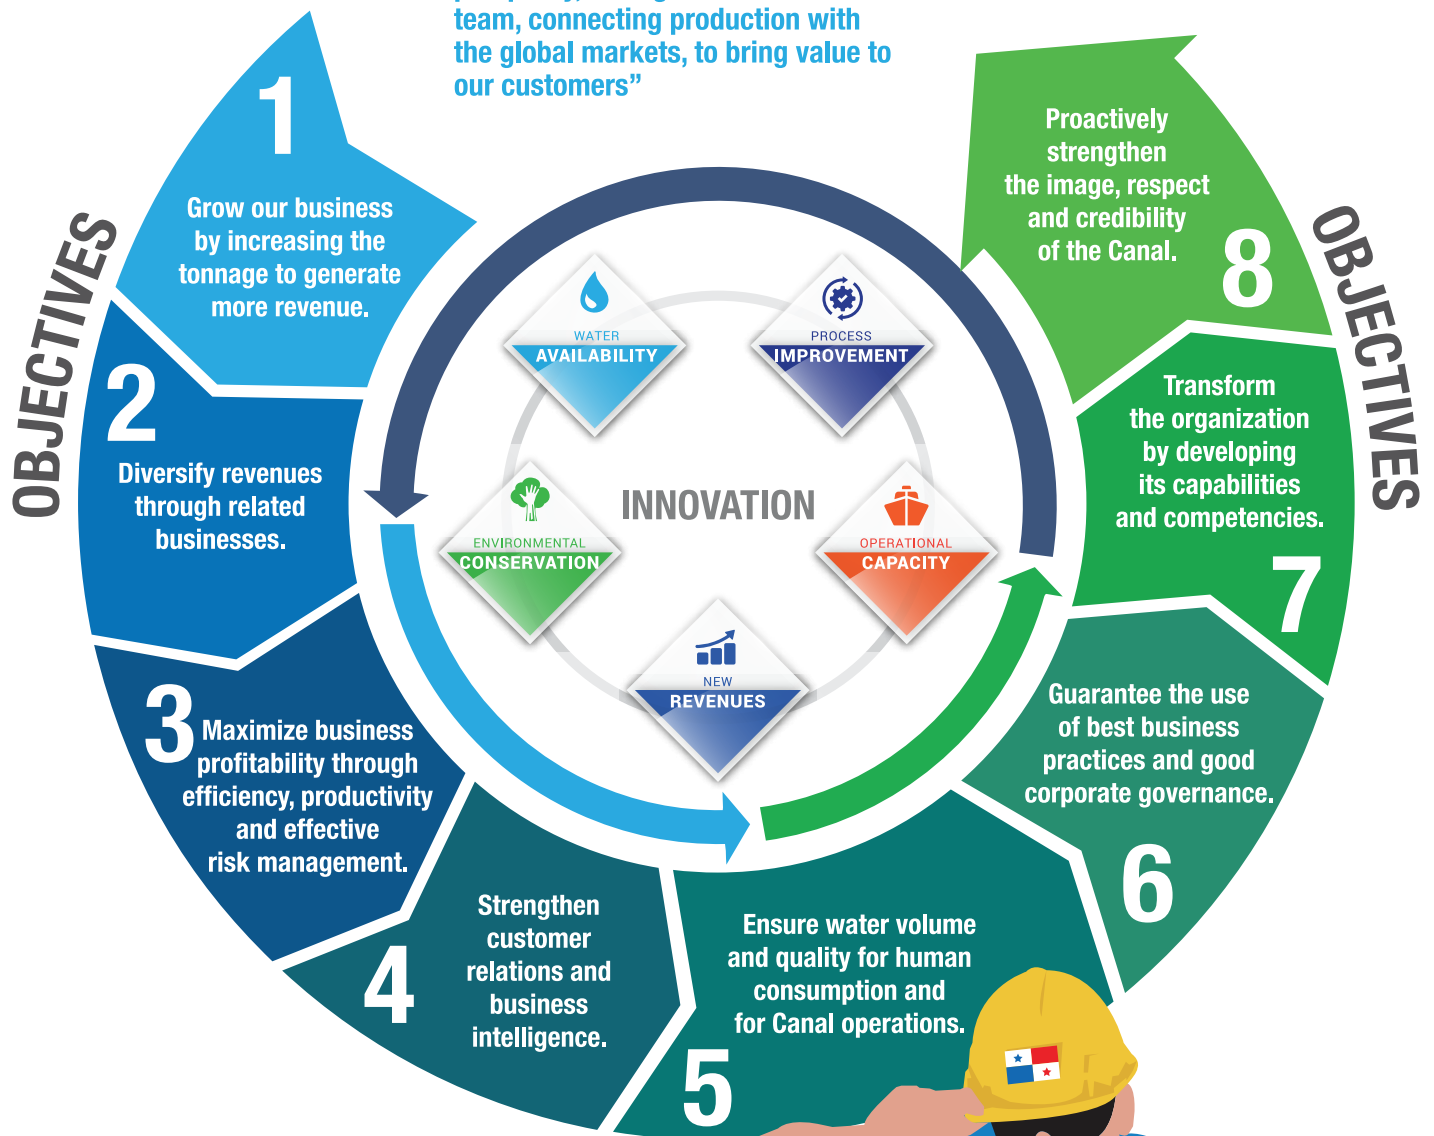 team, connecting production with
the global markets, to bring value to
our customers”
OBJECTIVES
1
Grow our business
by increasing the
tonnage to generate
more revenue.
2
Diversify revenues
through related
businesses.
3
Maximize business
profitability through
efficiency, productivity
and effective
risk management.
4
Strengthen
customer
relations and
business
intelligence.
5
Ensure water volume
and quality for human
consumption and
for Canal operations.
6
Guarantee the use
of best business
practices and good
corporate governance.
7
Transform
the organization
by developing
its capabilities
and competencies.
8
Proactively
strengthen
the image, respect
and credibility
of the Canal.
OBJECTIVES
WATER
AVAILABILITY
PROCESS
IMPROVEMENT
INNOVATION
ENVIRONMENTAL
CONSERVATION
OPERATIONAL
CAPACITY
NEW
REVENUES